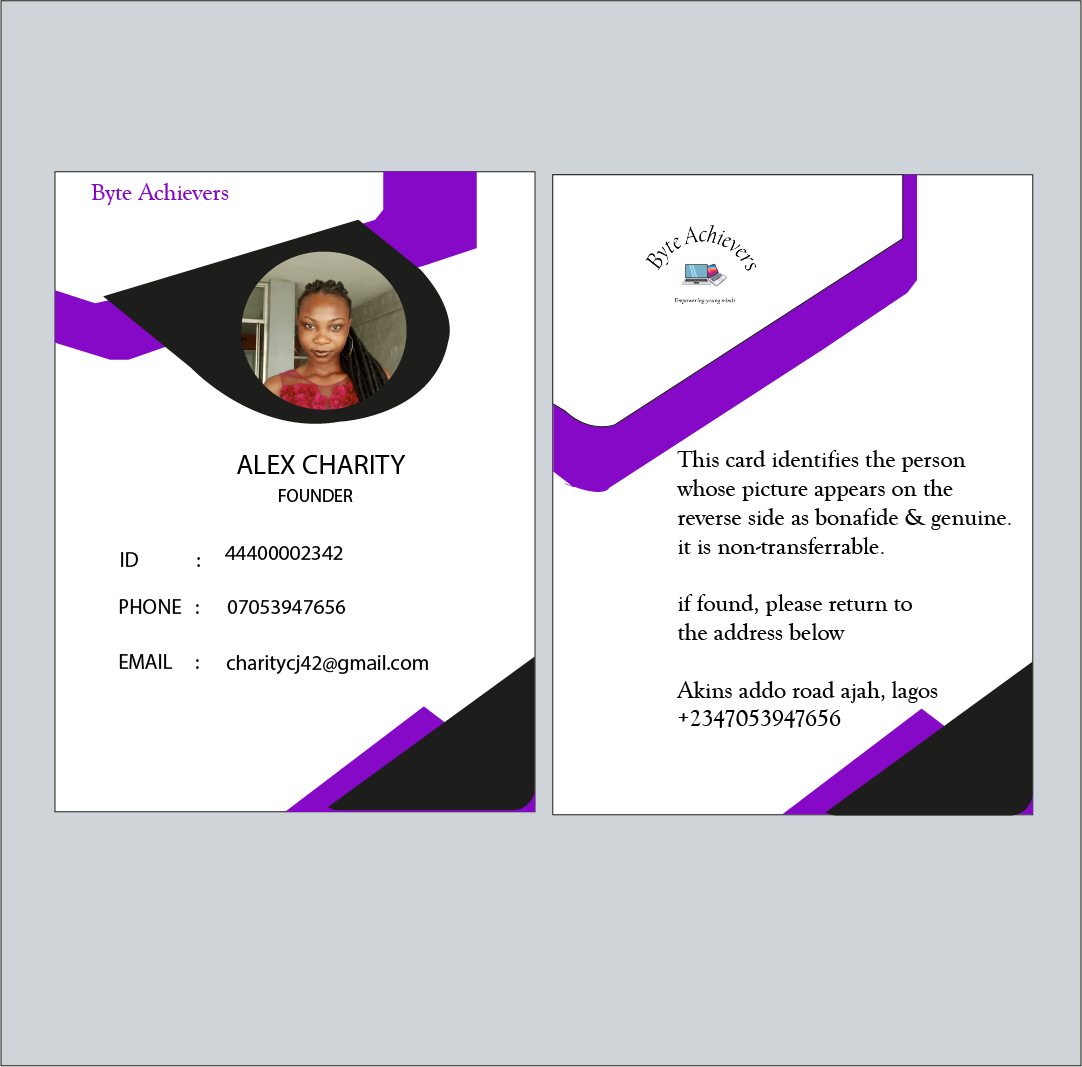 Byte Achievers
ALEX CHARITY
FOUNDER
ID : 44400002342
PHONE : 07053947656
EMAIL : charitycj42@gmail.com
Byte Achievers
Empowering young minds
This card identifies the person
whose picture appears on the
reverse side as bonafide & genuine.
it is non-transferrable.
if found, please return to
the address below
Akins addo road ajah, lagos
+2347053947656